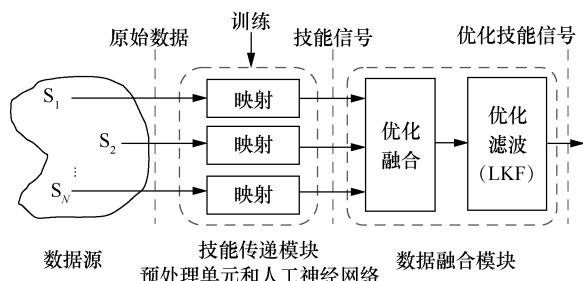 训练
原始数据
技能信号
优化技能信号
S1
映射
S2
映射
⋮
SN
映射
优化
融合
优化
滤波
(LKF)
数据源
技能传递模块
预处理单元和人工神经网络
数据融合模块